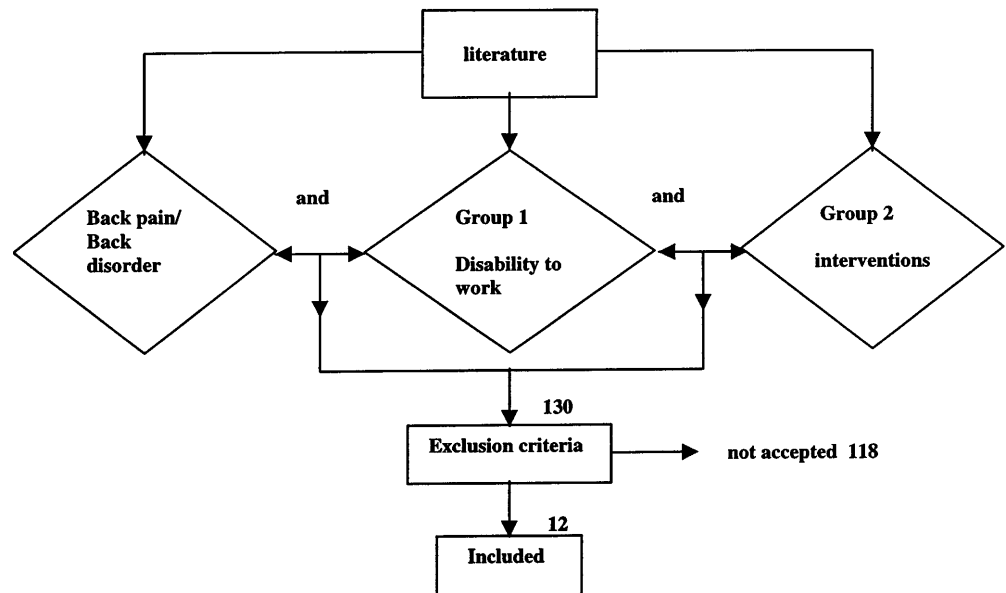 literature
and
and
Back pain/
Back
disorder
Group 1
Disability to
work
Group 2
interventions
130
Exclusion criteria
not accepted 118
12
Included